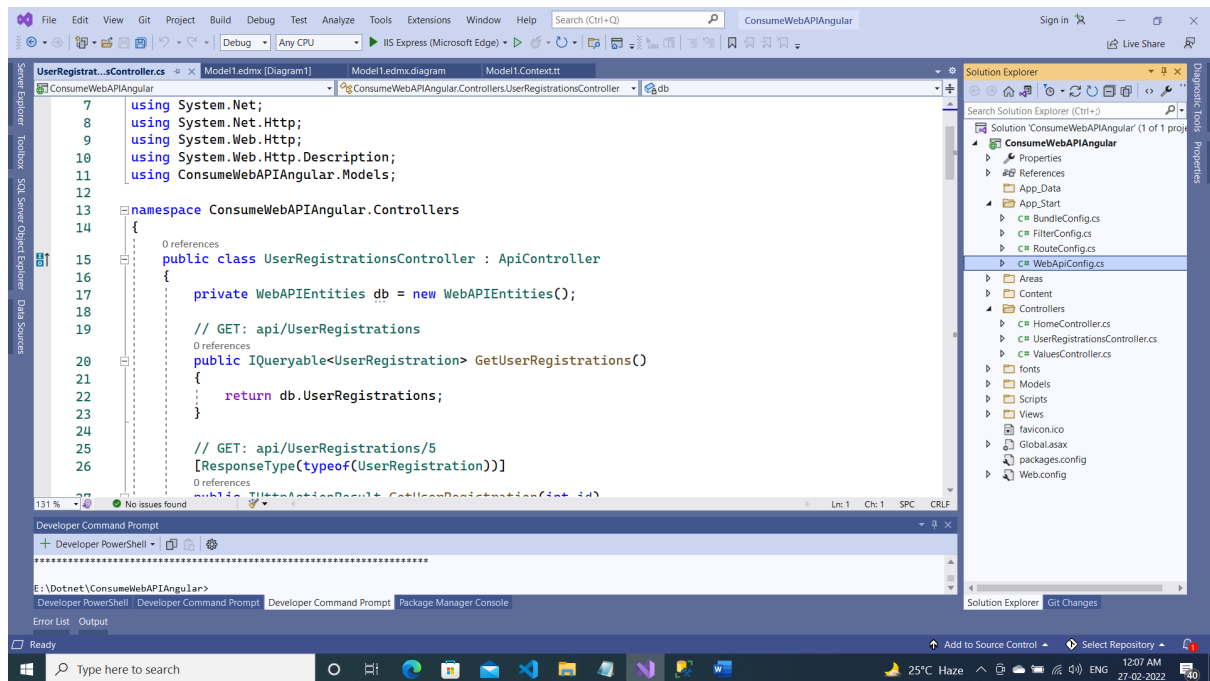 File Edit View Git Project Build Debug Test Analyze Tools Extensions Window Help Search (Ctrl+Q) ConsumeWebAPIAngular Sign in
Debug Any CPU IIS Express (Microsoft Edge) Live Share
Server Explorer
Toolbox
SQL Server Object Explorer
Data Sources
UserRegistrat...sController.cs Model1.edmx [Diagram1] Model1.edmx.diagram Model1.Context.tt
ConsumeWebAPIAngular ConsumeWebAPIAngular.Controllers.UserRegistrationsController db
7 using System.Net;
8 using System.Net.Http;
9 using System.Web.Http;
10 using System.Web.Http.Description;
11 using ConsumeWebAPIAngular.Models;
12
13 namespace ConsumeWebAPIAngular.Controllers
14 {
0 references
15 public class UserRegistrationsController : ApiController
16 {
17 private WebAPIEntities db = new WebAPIEntities();
18
19 // GET: api/UserRegistrations
0 references
20 public IQueryable<UserRegistration> GetUserRegistrations()
21 {
22 return db.UserRegistrations;
23 }
24
25 // GET: api/UserRegistrations/5
26 [ResponseType(typeof(UserRegistration))]
0 references
27 public IHttpActionResult GetUserRegistration(int id)
131 % No issues found Ln: 1 Ch: 1 SPC CRLF
Developer Command Prompt
+ Developer PowerShell
**********************************************************************
E:\Dotnet\ConsumeWebAPIAngular>
Developer PowerShell Developer Command Prompt Developer Command Prompt Package Manager Console
Error List Output
Solution Explorer
Search Solution Explorer (Ctrl+;)
Solution 'ConsumeWebAPIAngular' (1 of 1 proje
ConsumeWebAPIAngular
Properties
References
App_Data
App_Start
C# BundleConfig.cs
C# FilterConfig.cs
C# RouteConfig.cs
C# WebApiConfig.cs
Areas
Content
Controllers
C# HomeController.cs
C# UserRegistrationsController.cs
C# ValuesController.cs
fonts
Models
Scripts
Views
favicon.ico
Global.asax
packages.config
Web.config
Solution Explorer Git Changes
Diagnostic Tools
Properties
Ready Add to Source Control Select Repository 1
Type here to search 25°C Haze ENG 12:07 AM
27-02-2022 40